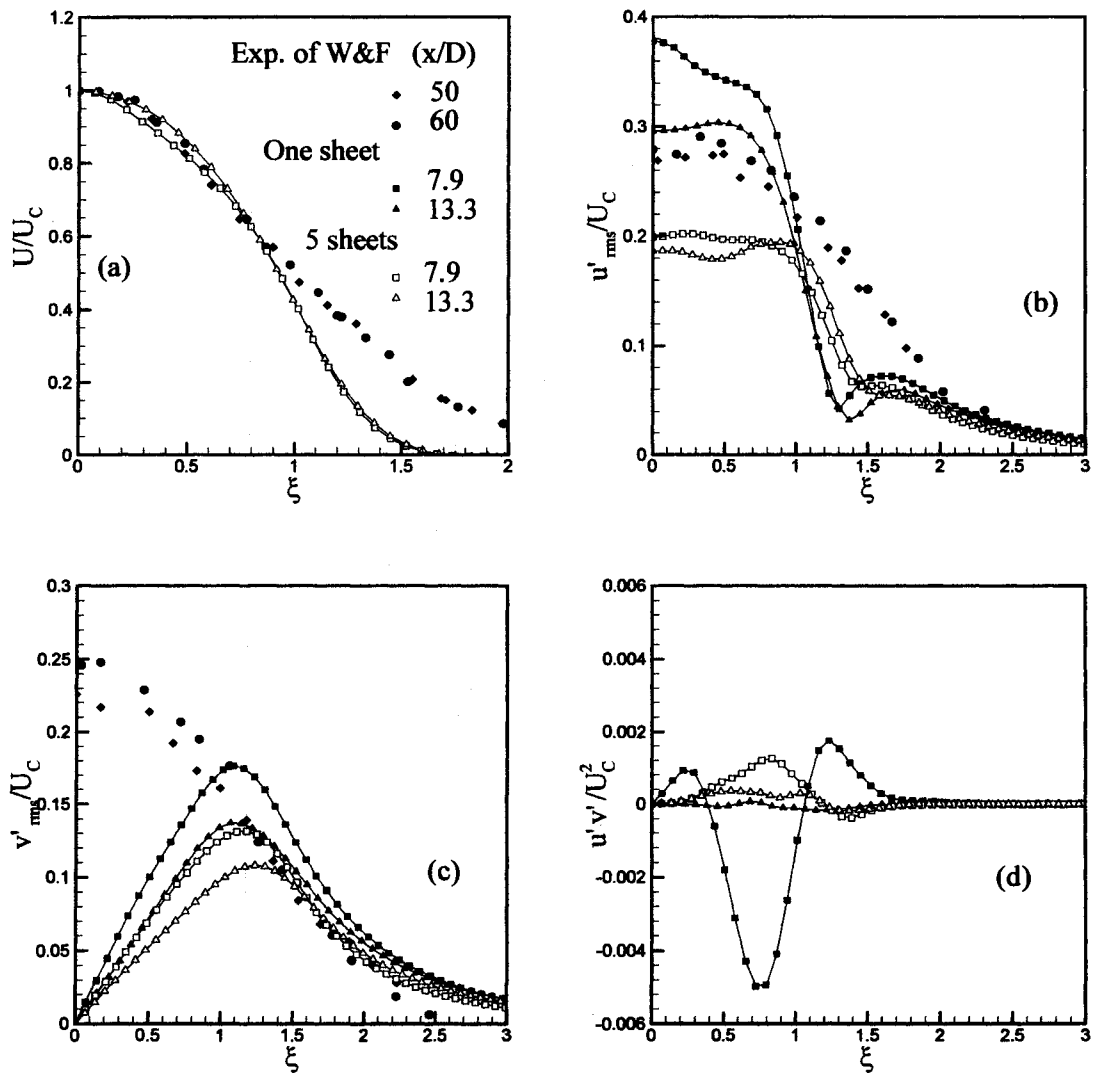 1.2
1
0.8
0.6
0.4
0.2
0
0 0.5 1 1.5 2
U/U_C
ξ
(a)
Exp. of W&F (x/D)
50
60
One sheet
7.9
13.3
5 sheets
7.9
13.3
0.4
0.3
0.2
0.1
0
0 0.5 1 1.5 2 2.5 3
u'rms/U_C
ξ
(b)
0.3
0.25
0.2
0.15
0.1
0.05
0
0 0.5 1 1.5 2 2.5 3
v'rms/U_C
ξ
(c)
0.006
0.004
0.002
0
-0.002
-0.004
-0.006
0 0.5 1 1.5 2 2.5 3
u'v'/U_C^2
ξ
(d)